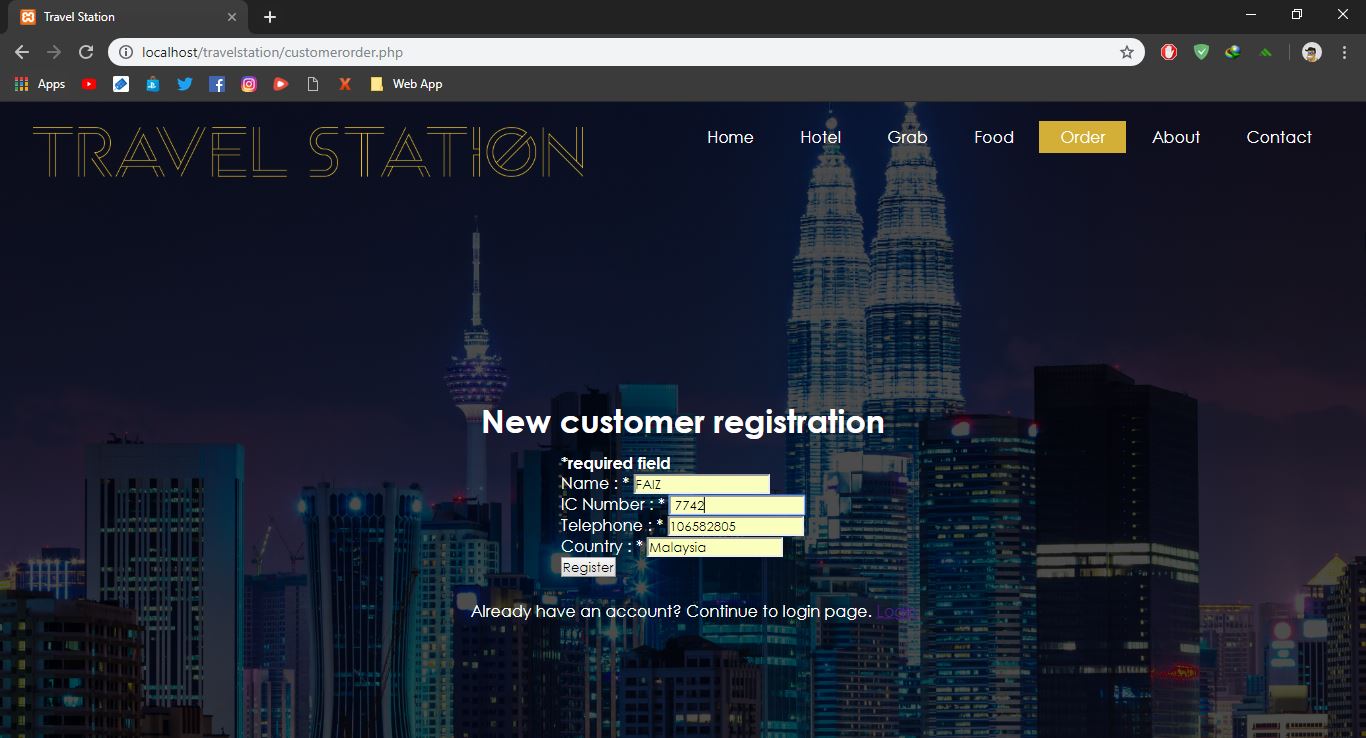 Travel Station
localhost/travelstation/customerorder.php
Apps
Web App
TRAVEL STATION
Home Hotel Grab Food Order About Contact
New customer registration
*required field
Name : * FAIZ
IC Number : * 7742
Telephone : * 106582805
Country : * Malaysia
Register
Already have an account? Continue to login page. Login